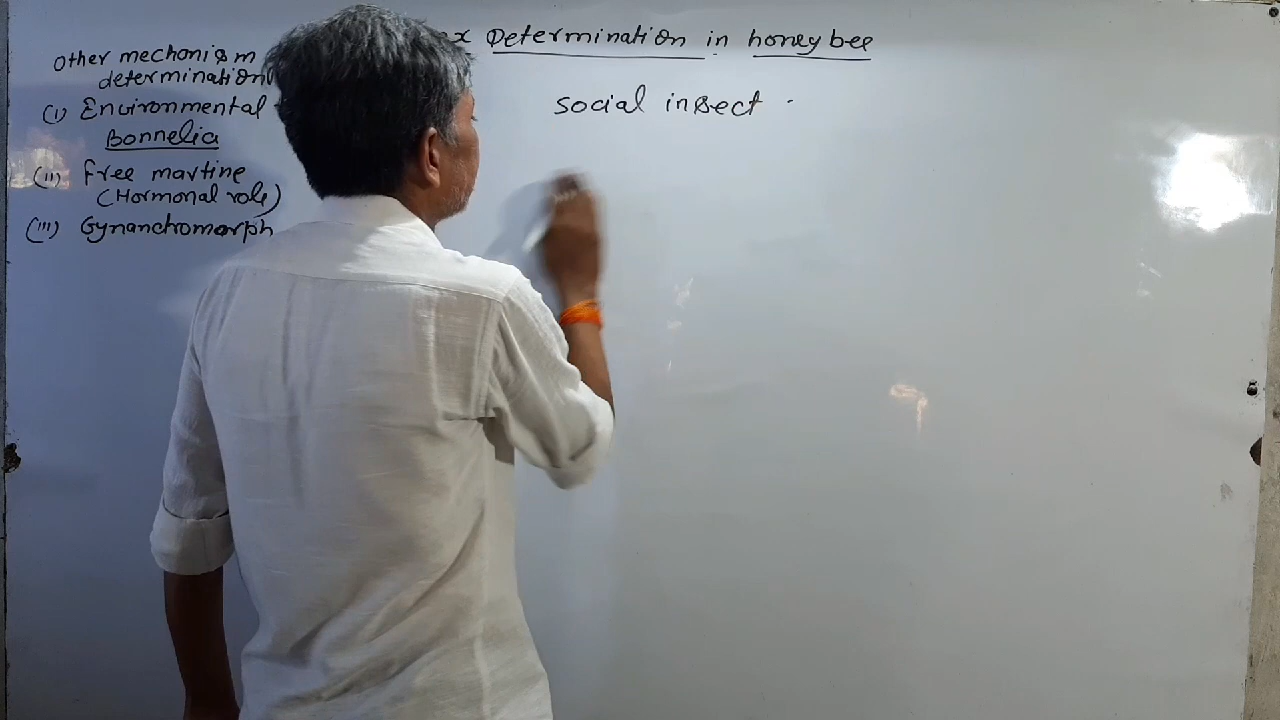 Other mechanism
determination
(i) Environmental
Bonnelia
(ii) Free martine
(Hormonal role)
(iii) Gynanchromorph
Determination in honey bee
social insect .